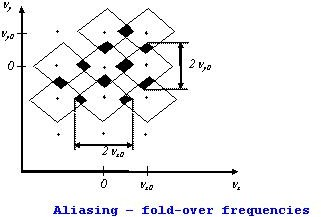 νy
νy0
0
2 νy0
2 νx0
0
νx0
νx
Aliasing – fold-over frequencies